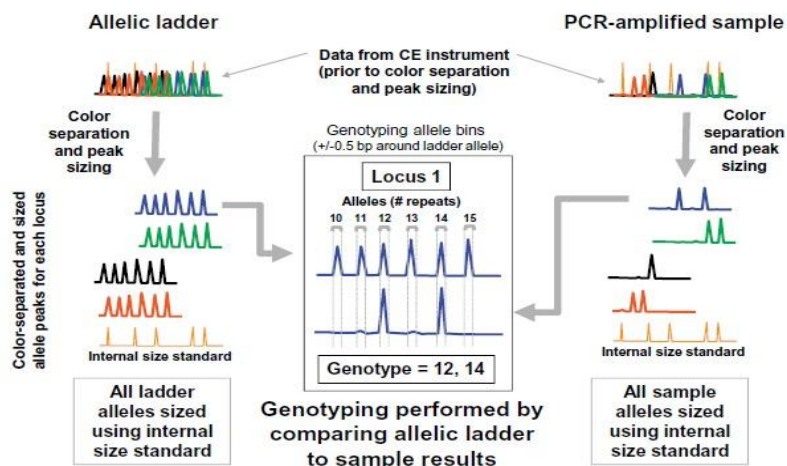 Allelic ladder
PCR-amplified sample
Data from CE instrument
(prior to color separation
and peak sizing)
Color
separation
and peak
sizing
Color
separation
and peak
sizing
Genotyping allele bins
(+/-0.5 bp around ladder allele)
Locus 1
Alleles (# repeats)
10 11 12 13 14 15
Genotype = 12, 14
Color-separated and sized
allele peaks for each locus
Internal size standard
Internal size standard
All ladder
alleles sized
using internal
size standard
Genotyping performed by
comparing allelic ladder
to sample results
All sample
alleles sized
using internal
size standard